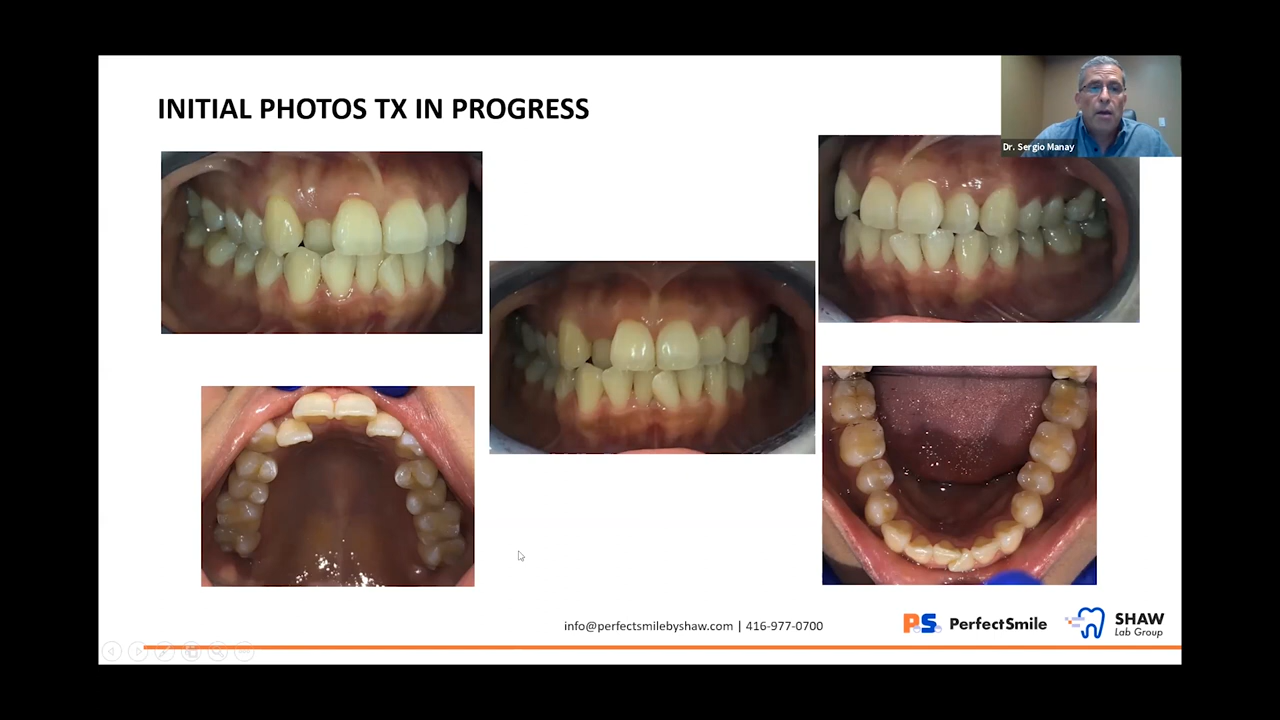 INITIAL PHOTOS TX IN PROGRESS
Dr. Sergio Manay
info@perfectsmilebyshaw.com | 416-977-0700
PS PerfectSmile
SHAW
Lab Group